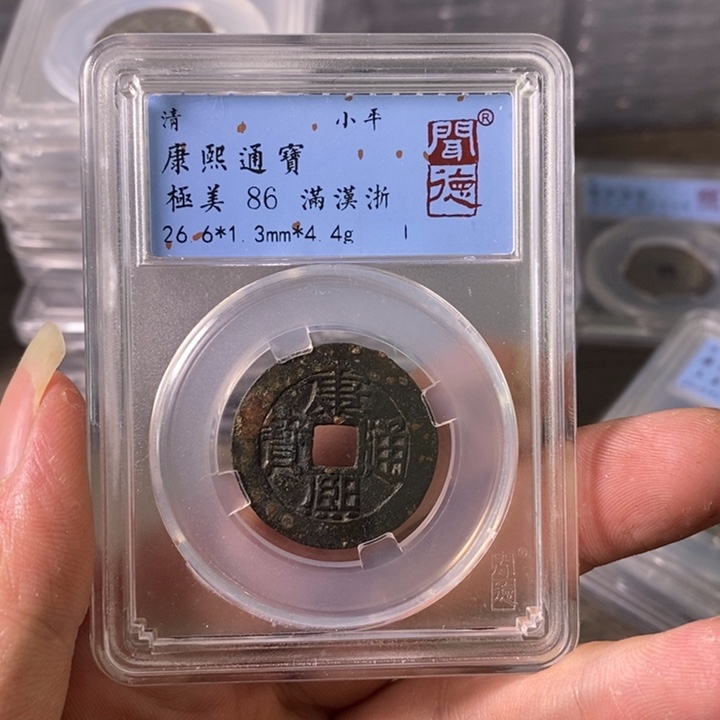 清 小平
康熙通寶
極美 86 滿漢浙
26.6*1.3mm*4.4g
聞德®
康熙通寶